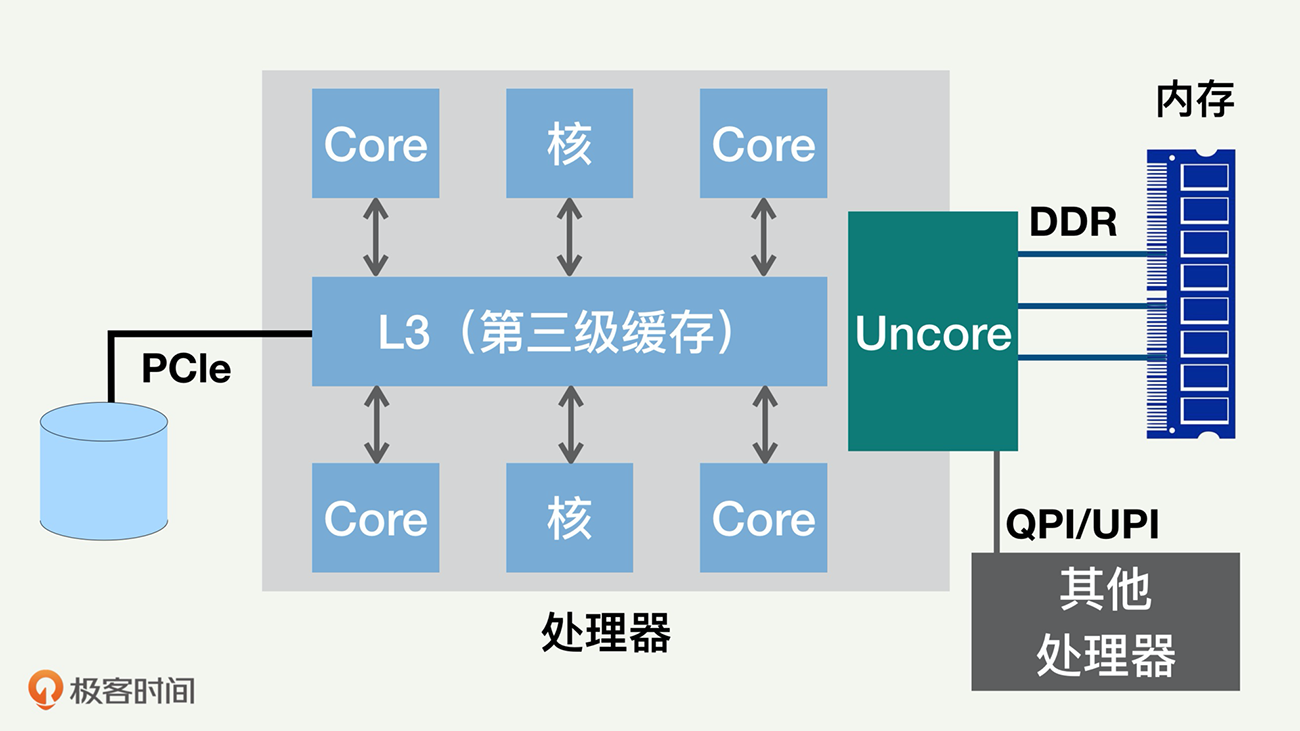 内存
Core
核
Core
DDR
L3（第三级缓存）
Uncore
PCIe
Core
核
Core
QPI/UPI
其他
处理器
处理器
极客时间